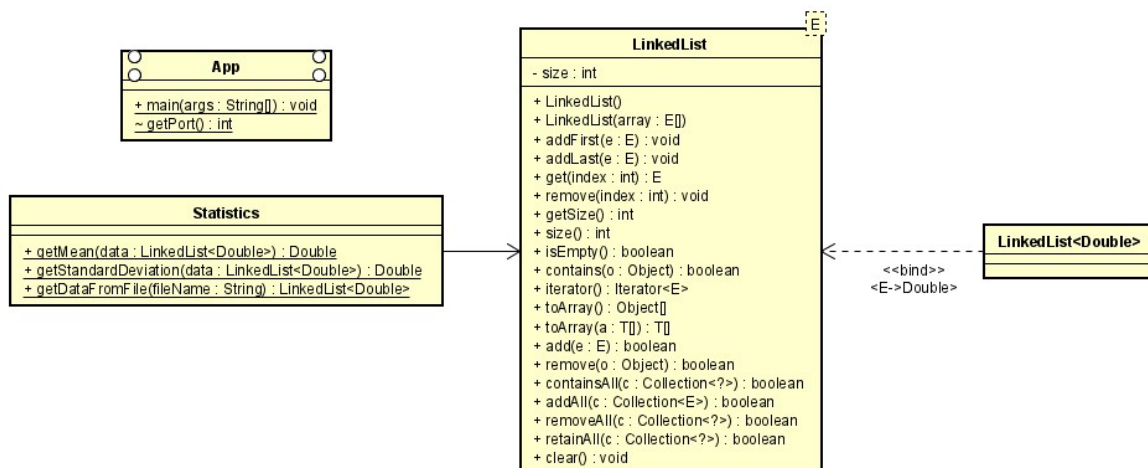 App
+ main(args : String[]) : void
~ getPort() : int
Statistics
+ getMean(data : LinkedList<Double>) : Double
+ getStandardDeviation(data : LinkedList<Double>) : Double
+ getDataFromFile(fileName : String) : LinkedList<Double>
E
LinkedList
- size : int
+ LinkedList()
+ LinkedList(array : E[])
+ addFirst(e : E) : void
+ addLast(e : E) : void
+ get(index : int) : E
+ remove(index : int) : void
+ getSize() : int
+ size() : int
+ isEmpty() : boolean
+ contains(o : Object) : boolean
+ iterator() : Iterator<E>
+ toArray() : Object[]
+ toArray(a : T[]) : T[]
+ add(e : E) : boolean
+ remove(o : Object) : boolean
+ containsAll(c : Collection<?>) : boolean
+ addAll(c : Collection<E>) : boolean
+ removeAll(c : Collection<?>) : boolean
+ retainAll(c : Collection<?>) : boolean
+ clear() : void
<<bind>>
<E->Double>
LinkedList<Double>